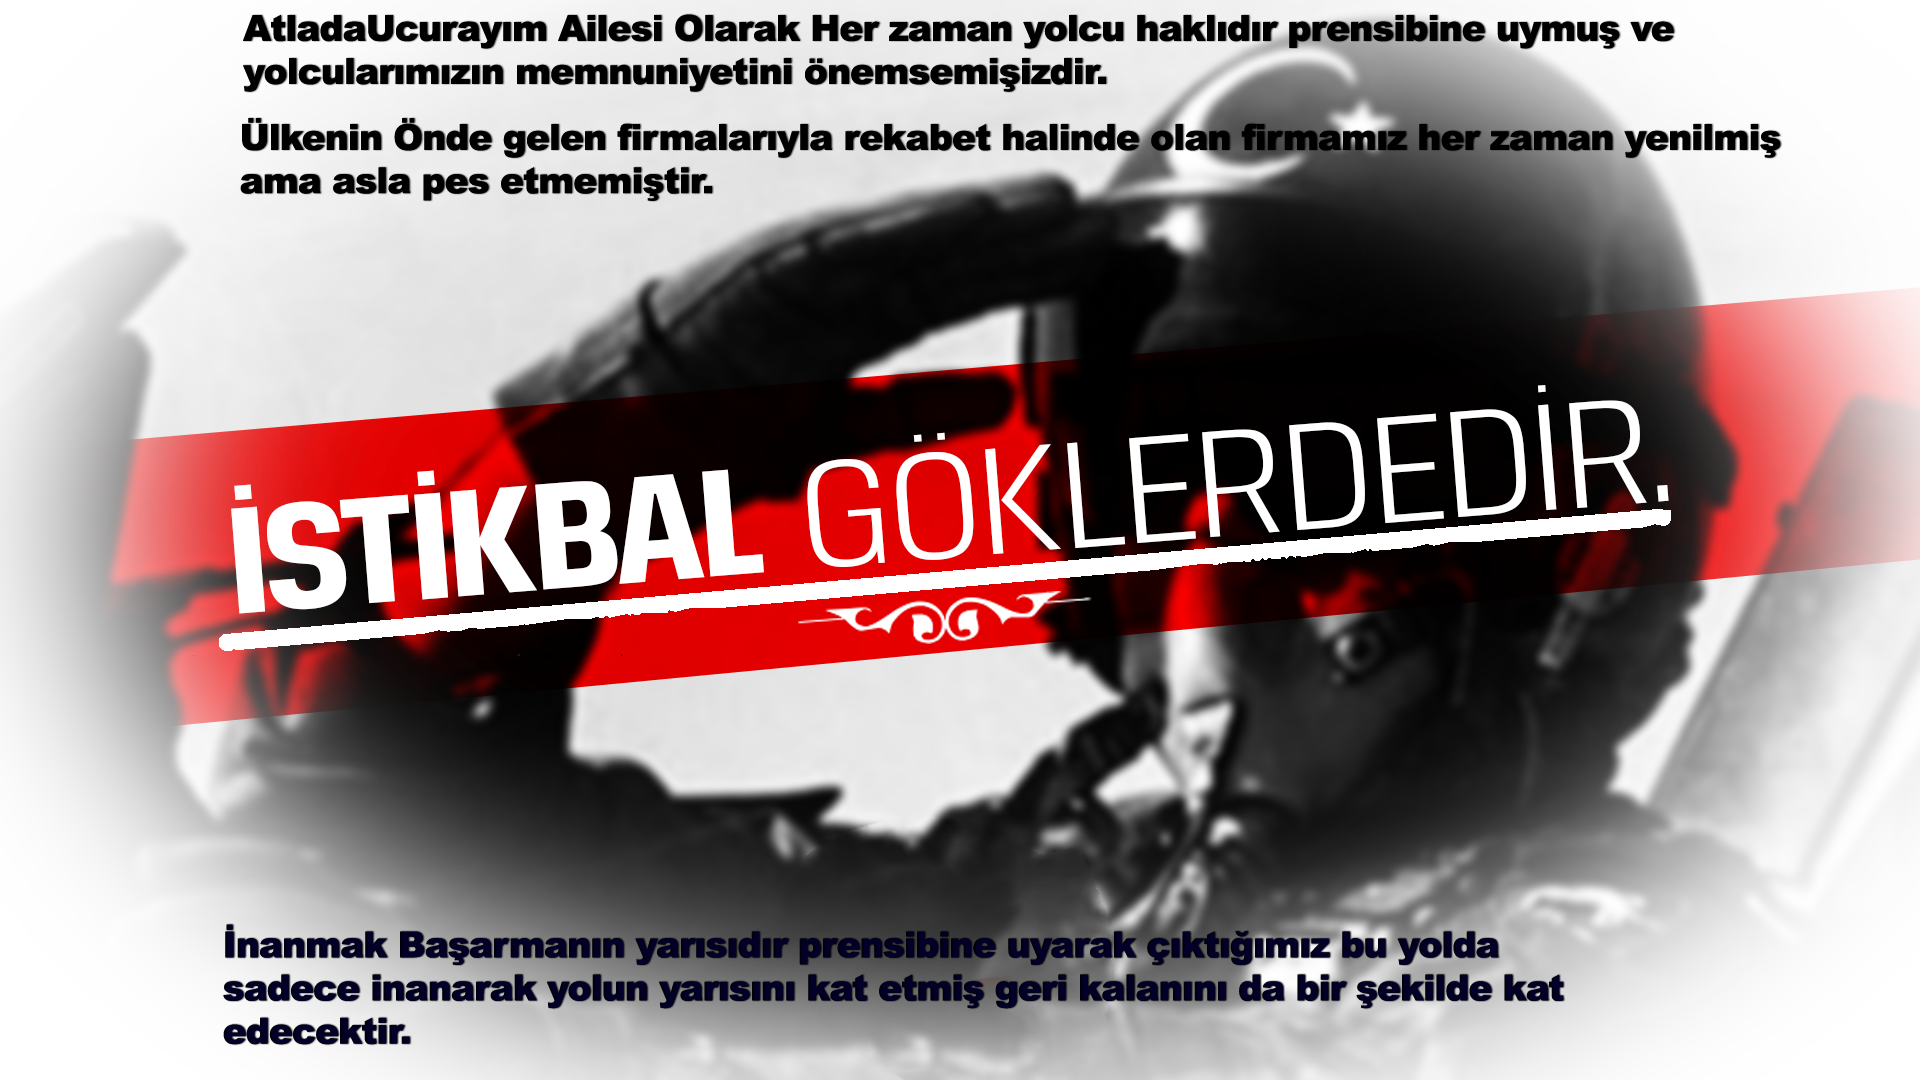 AtladaUcurayım Ailesi Olarak Her zaman yolcu haklıdır prensibine uymuş ve
yolcularımızın memnuniyetini önemsemişizdir.
Ülkenin Önde gelen firmalarıyla rekabet halinde olan firmamız her zaman yenilmiş
ama asla pes etmemiştir.
İSTİKBAL GÖKLERDEDİR.
İnanmak Başarmanın yarısıdır prensibine uyarak çıktığımız bu yolda
sadece inanarak yolun yarısını kat etmiş geri kalanını da bir şekilde kat
edecektir.